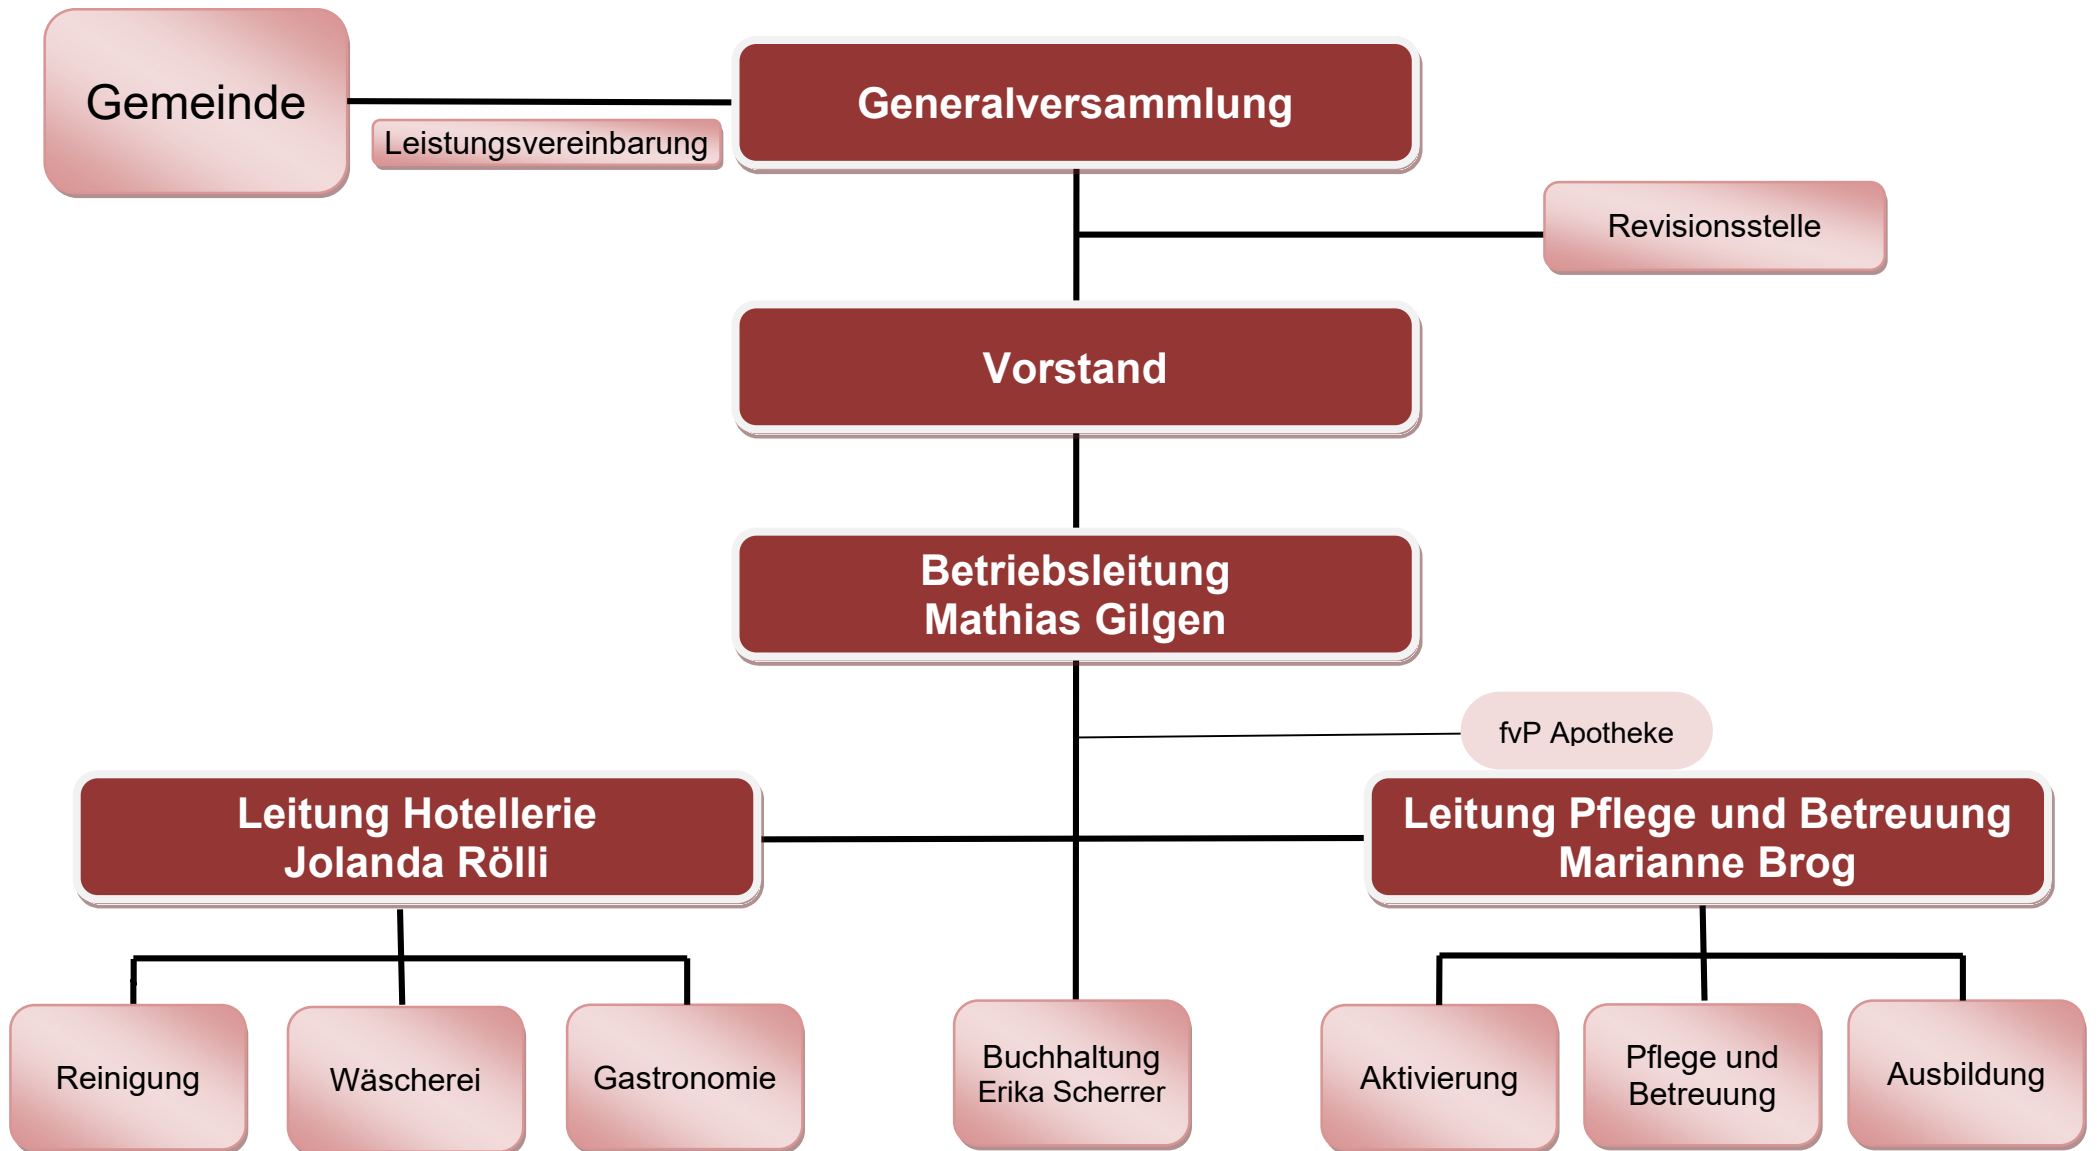 Gemeinde
Generalversammlung
Leistungsvereinbarung
Revisionsstelle
Vorstand
Betriebsleitung
Mathias Gilgen
fvP Apotheke
Leitung Hotellerie
Jolanda Rölli
Leitung Pflege und Betreuung
Marianne Brog
Reinigung
Wäscherei
Gastronomie
Buchhaltung
Erika Scherrer
Aktivierung
Pflege und
Betreuung
Ausbildung